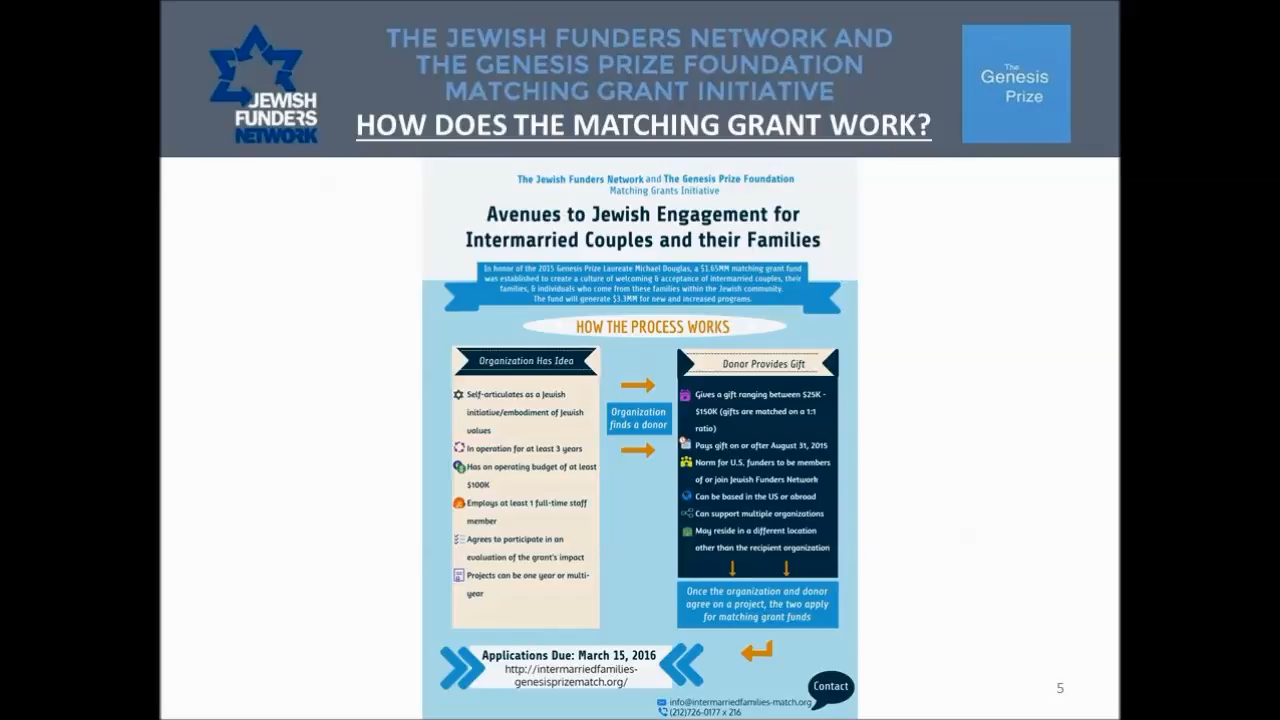 THE JEWISH FUNDERS NETWORK AND
THE GENESIS PRIZE FOUNDATION
MATCHING GRANT INITIATIVE
HOW DOES THE MATCHING GRANT WORK?
JEWISH
FUNDERS
NETWORK
The
Genesis
Prize
The Jewish Funders Network and The Genesis Prize Foundation
Matching Grants Initiative
Avenues to Jewish Engagement for
Intermarried Couples and their Families
In honor of the 2015 Genesis Prize Laureate Michael Douglas, a $1.65MM matching grant fund
was established to create a culture of welcoming & acceptance of intermarried couples, their
families, & individuals who come from these families within the Jewish community.
The fund will generate $3.3MM for new and increased programs.
HOW THE PROCESS WORKS
Organization Has Idea
Self-articulates as a Jewish
initiative/embodiment of Jewish
values
In operation for at least 3 years
Has an operating budget of at least
$100K
Employs at least 1 full-time staff
member
Agrees to participate in an
evaluation of the grant's impact
Projects can be one year or multi-
year
Organization
finds a donor
Donor Provides Gift
Gives a gift ranging between $25K -
$150K (gifts are matched on a 1:1
ratio)
Pays gift on or after August 31, 2015
Norm for U.S. funders to be members
of or join Jewish Funders Network
Can be based in the US or abroad
Can support multiple organizations
May reside in a different location
other than the recipient organization
Once the organization and donor
agree on a project, the two apply
for matching grant funds
Applications Due: March 15, 2016
http://intermarriedfamilies-
genesisprizematch.org/
Contact
info@intermarriedfamilies-match.org
(212)726-0177 x 216
5